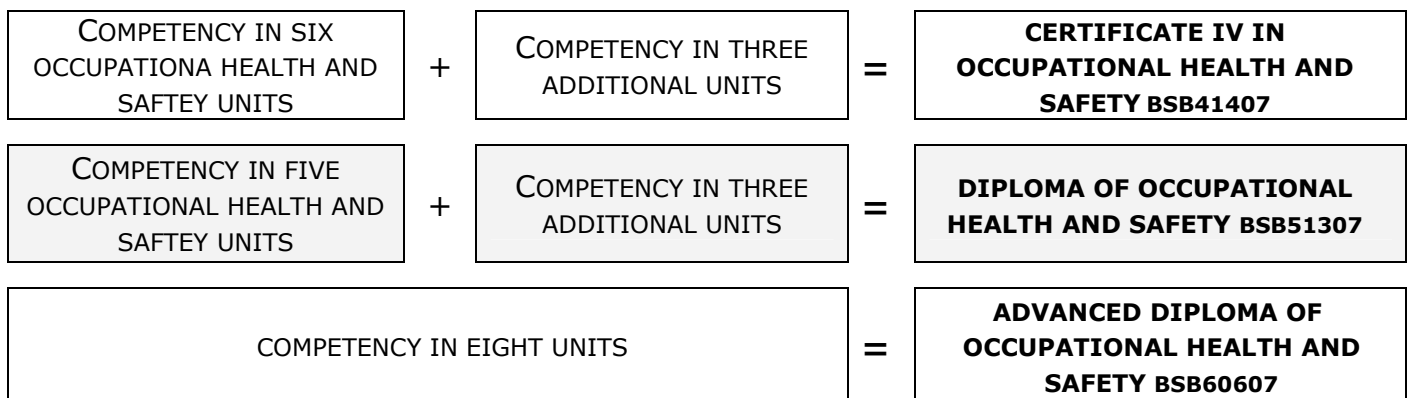 COMPETENCY IN SIX
OCCUPATIONA HEALTH AND
SAFTEY UNITS
+
COMPETENCY IN THREE
ADDITIONAL UNITS
=
CERTIFICATE IV IN
OCCUPATIONAL HEALTH AND
SAFETY BSB41407
COMPETENCY IN FIVE
OCCUPATIONAL HEALTH AND
SAFTEY UNITS
+
COMPETENCY IN THREE
ADDITIONAL UNITS
=
DIPLOMA OF OCCUPATIONAL
HEALTH AND SAFETY BSB51307
COMPETENCY IN EIGHT UNITS
=
ADVANCED DIPLOMA OF
OCCUPATIONAL HEALTH AND
SAFETY BSB60607